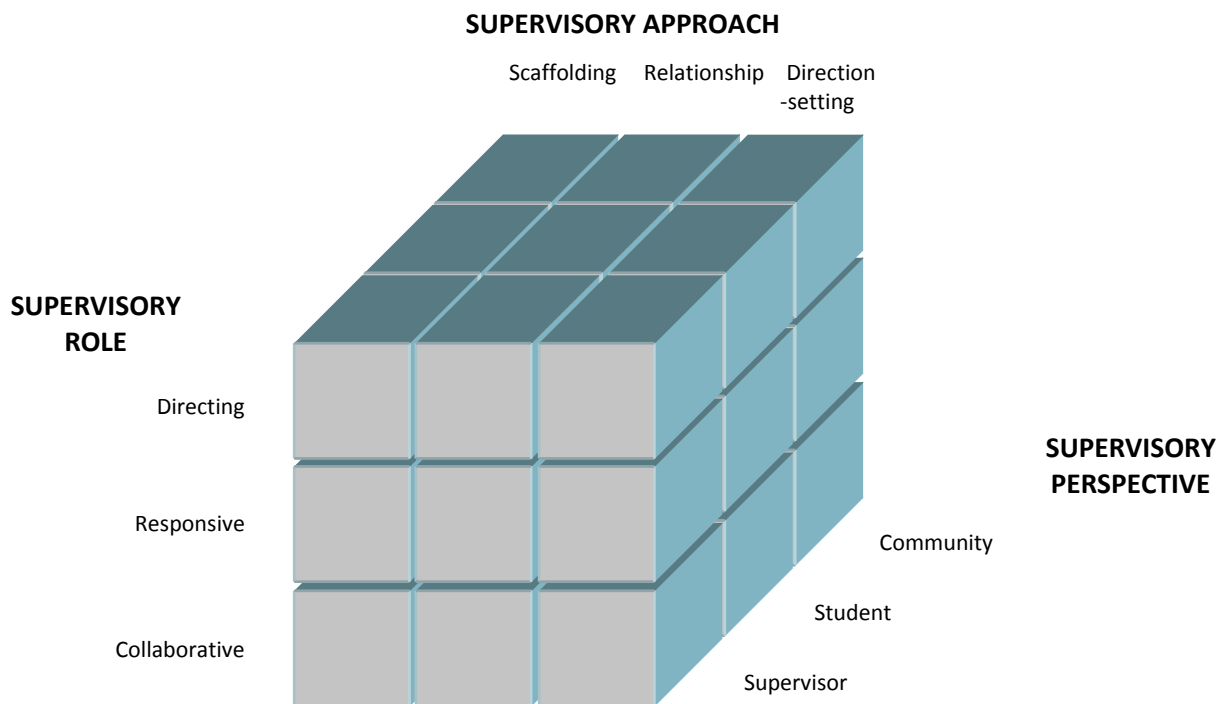 SUPERVISORY APPROACH
Scaffolding Relationship Direction
-setting
SUPERVISORY
ROLE
Directing
Responsive
Collaborative
SUPERVISORY
PERSPECTIVE
Community
Student
Supervisor